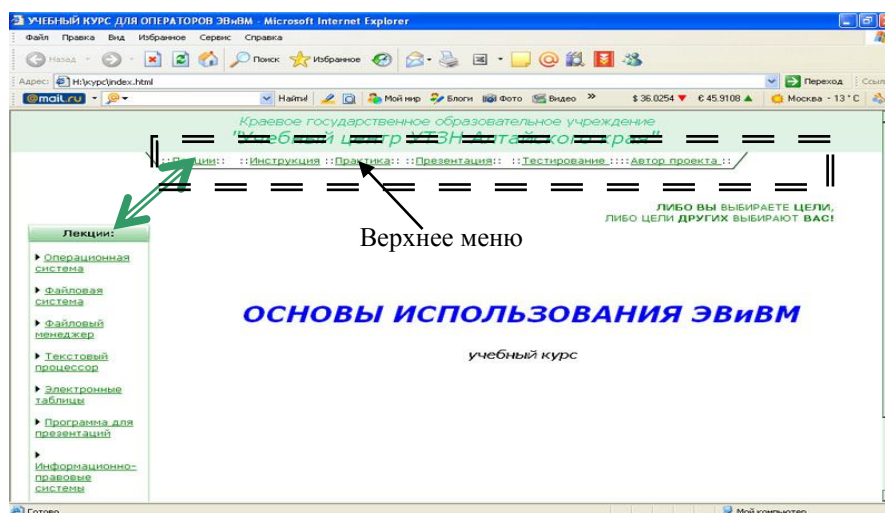 УЧЕБНЫЙ КУРС ДЛЯ ОПЕРАТОРОВ ЭВиВМ - Microsoft Internet Explorer
Файл Правка Вид Избранное Сервис Справка
Назад Поиск Избранное
Адрес: H:\курс\index.html Переход Ссыл
@mail.ru Найти! Мой мир Блоги Фото Видео » $ 36.0254 ▼ € 45.9108 ▲ Москва - 13 °C
Краевое государственное образовательное учреждение
"Учебный центр УТЗН Алтайского края"
::Лекции:: ::Инструкция ::Практика:: ::Презентация:: ::Тестирование ::::Автор проекта ::
ЛИБО ВЫ ВЫБИРАЕТЕ ЦЕЛИ,
ЛИБО ЦЕЛИ ДРУГИХ ВЫБИРАЮТ ВАС!
Верхнее меню
Лекции:
Операционная
система
Файловая
система
Файловый
менеджер
Текстовый
процессор
Электронные
таблицы
Программа для
презентаций
Информационно-
правовые
системы
ОСНОВЫ ИСПОЛЬЗОВАНИЯ ЭВиВМ
учебный курс
Готово Мой компьютер